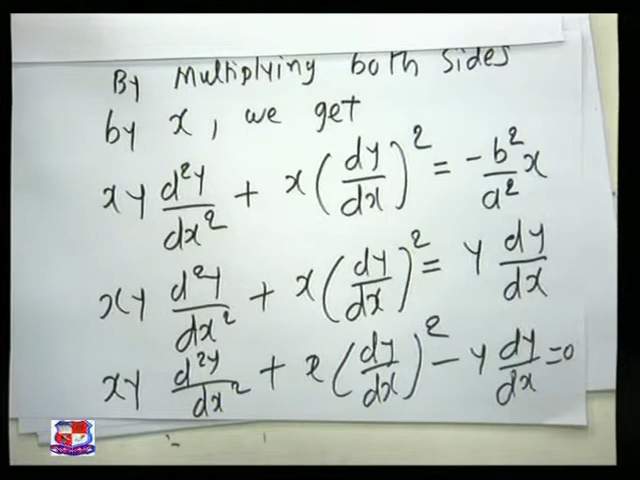 By Multiplying both sides
by x, we get
xy d²y/dx² + x(dy/dx)² = -b²/a² x
xy d²y/dx² + x(dy/dx)² = y dy/dx
xy d²y/dx² + x(dy/dx)² - y dy/dx = 0